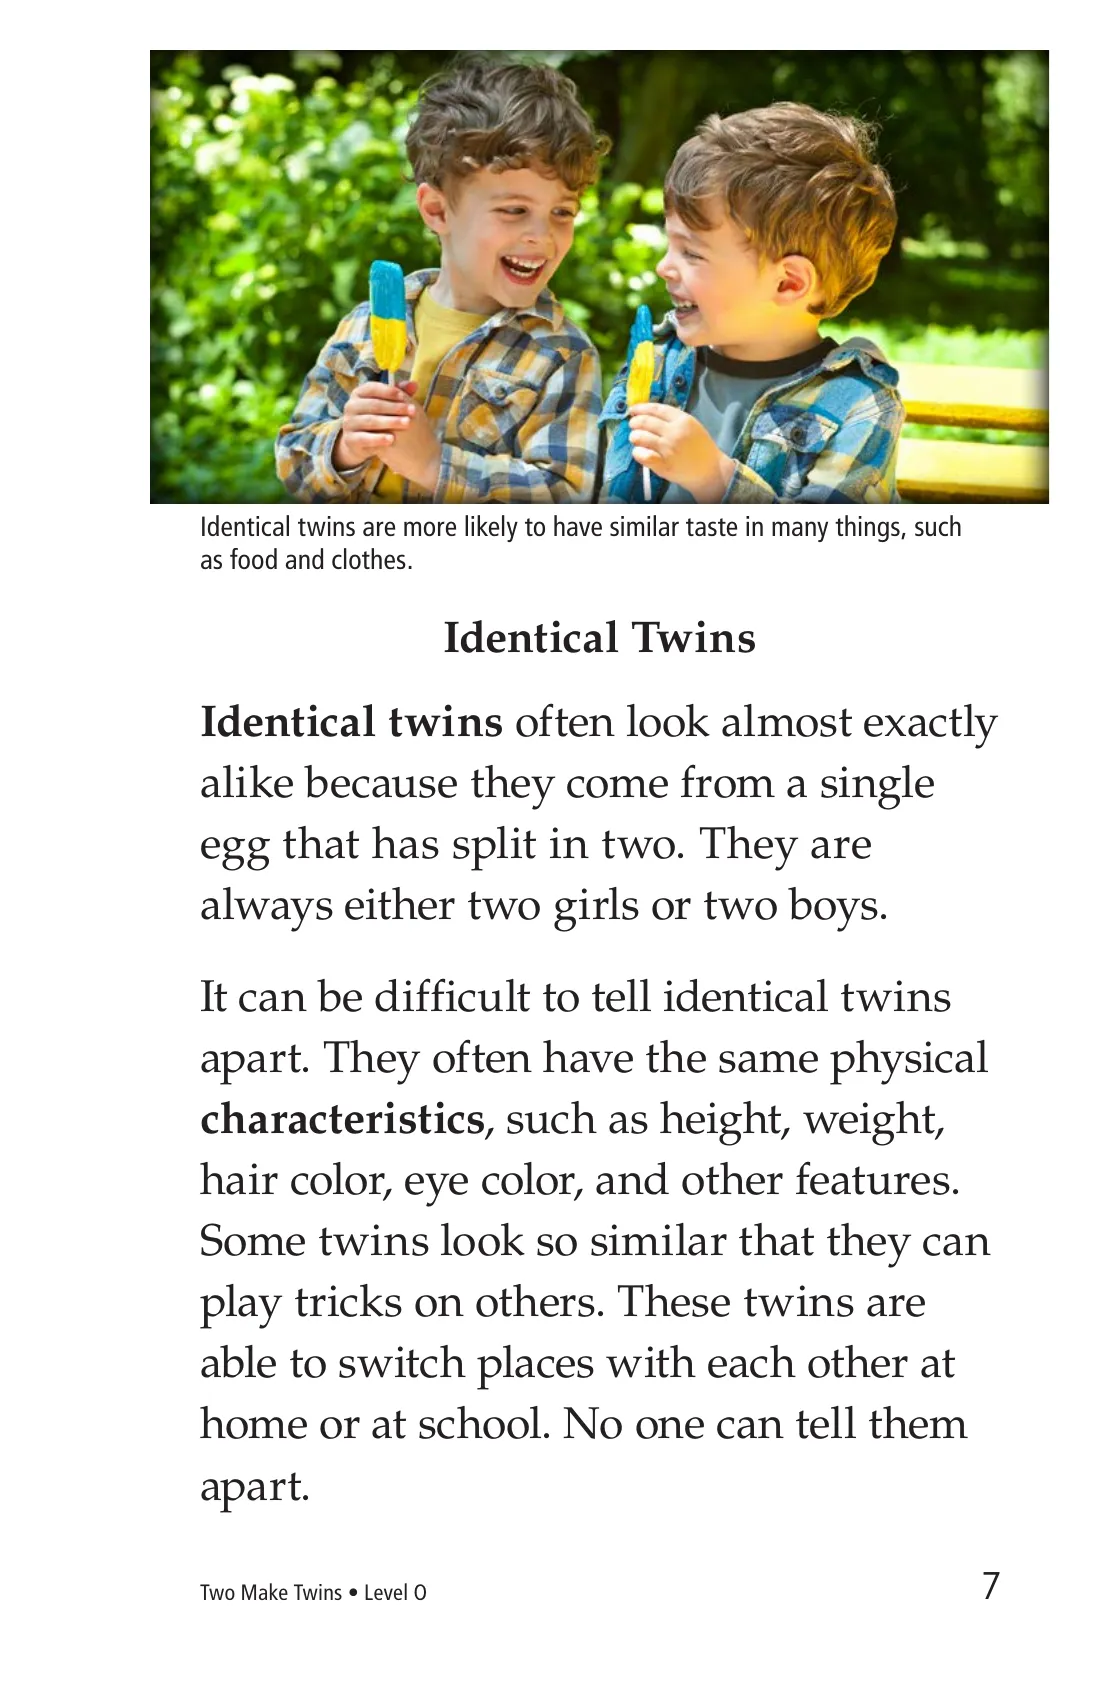 Identical twins are more likely to have similar taste in many things, such
as food and clothes.
Identical Twins
Identical twins often look almost exactly
alike because they come from a single
egg that has split in two. They are
always either two girls or two boys.
It can be difficult to tell identical twins
apart. They often have the same physical
characteristics, such as height, weight,
hair color, eye color, and other features.
Some twins look so similar that they can
play tricks on others. These twins are
able to switch places with each other at
home or at school. No one can tell them
apart.
Two Make Twins • Level O
7